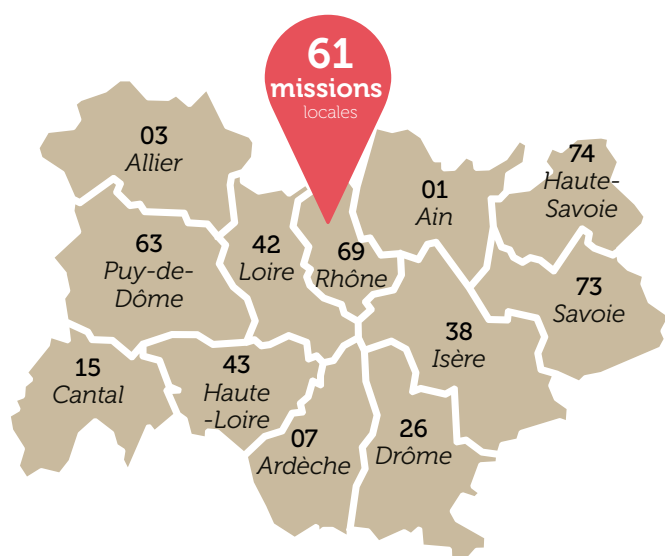 61
missions
locales
03
Allier
74
Haute-
Savoie
01
Ain
63
Puy-de-
Dôme
42
Loire
69
Rhône
73
Savoie
38
Isère
15
Cantal
43
Haute
-Loire
07
Ardèche
26
Drôme